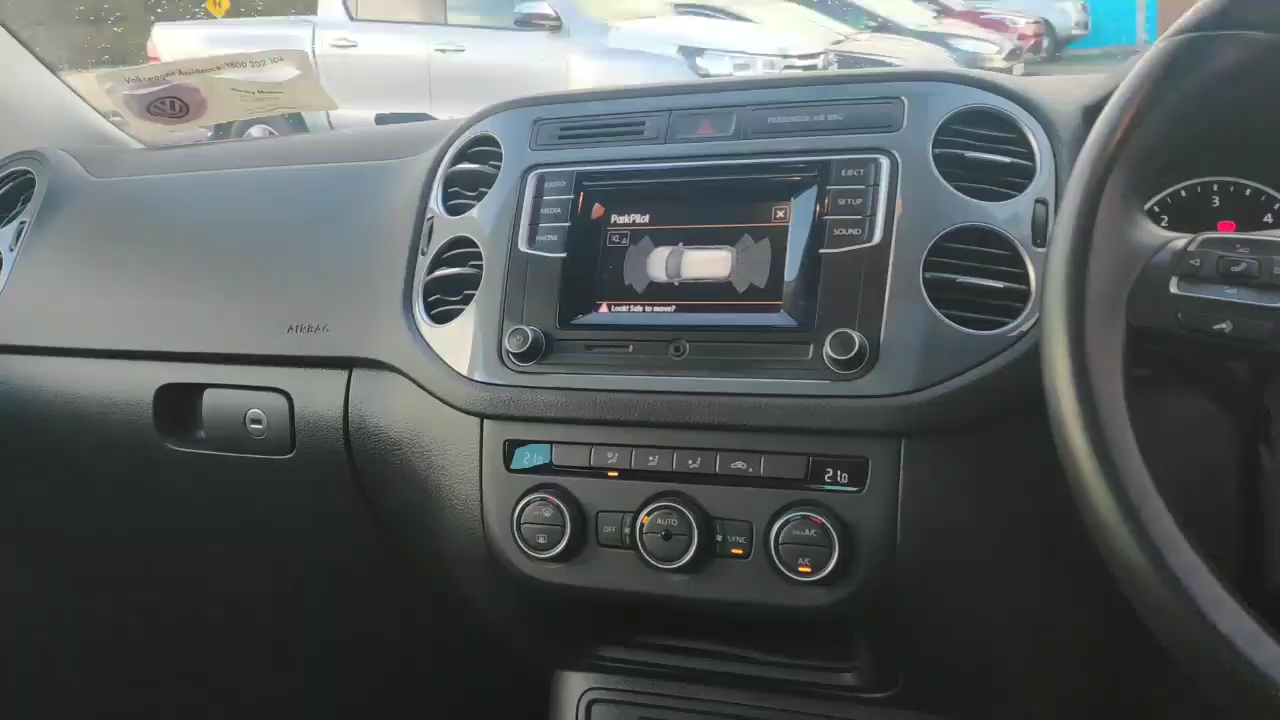 Volkswagen Assistance: 1800 202 104
PASSENGER AIR BAG
RADIO
MEDIA
PHONE
EJECT
SETUP
SOUND
ParkPilot
Look! Safe to move?
AIRBAG
2 3 4
21.0
21.0
OFF
AUTO
SYNC
A/C
A/C